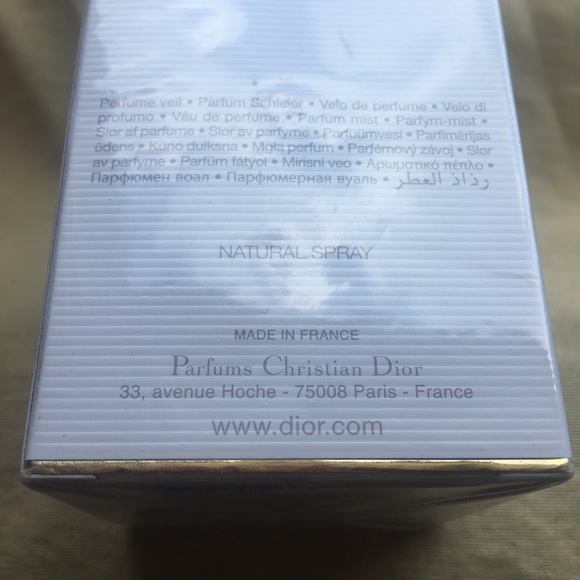 Perfume veil • Parfum Schleier • Velo de perfume • Velo di
profumo • Véu de perfume • Parfum mist • Parfym-mist •
Slør af parfume • Slør av parfyme • Parfüümvesi • Parfimērijas
ūdens • Kūno dulksna • Mgła perfum • Parfémový závoj • Slør
av parfyme • Parfüm fátyol • Mirisni veo • Αρωματικό πέπλο •
Парфюмен воал • Парфюмерная вуаль • رذاذ العطر
NATURAL SPRAY
MADE IN FRANCE
Parfums Christian Dior
33, avenue Hoche - 75008 Paris - France
www.dior.com